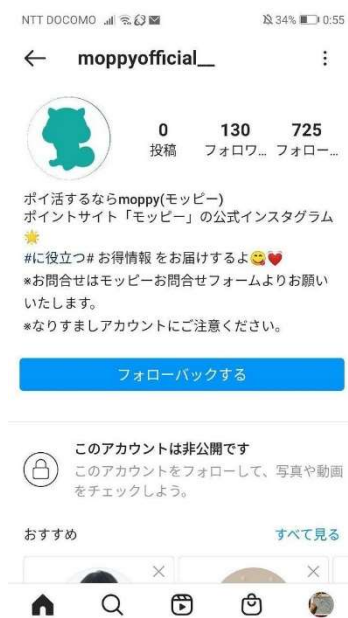 NTT DOCOMO 34% 0:55
moppyofficial__
0 130 725
投稿 フォロワ... フォロー...
ポイ活するならmoppy(モッピー)
ポイントサイト「モッピー」の公式インスタグラム
🌟
#に役立つ# お得情報 をお届けするよ😋❤️
*お問合せはモッピーお問合せフォームよりお願い
いたします。
*なりすましアカウントにご注意ください。
フォローバックする
このアカウントは非公開です
このアカウントをフォローして、写真や動画
をチェックしよう。
おすすめ すべて見る